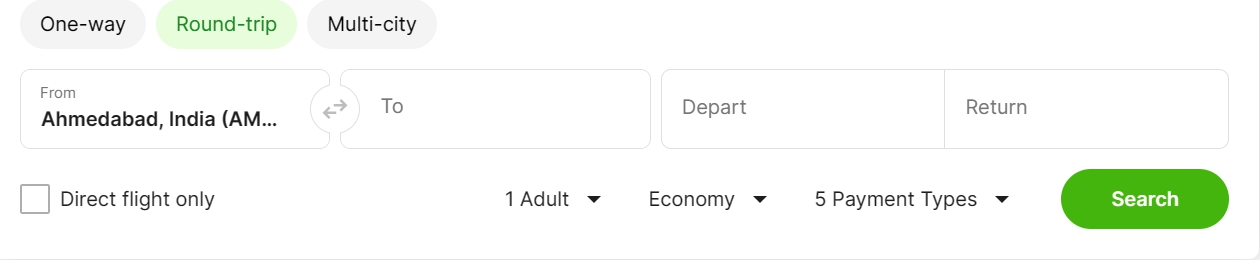 One-way Round-trip Multi-city
From
Ahmedabad, India (AM...
To
Depart
Return
Direct flight only
1 Adult
Economy
5 Payment Types
Search